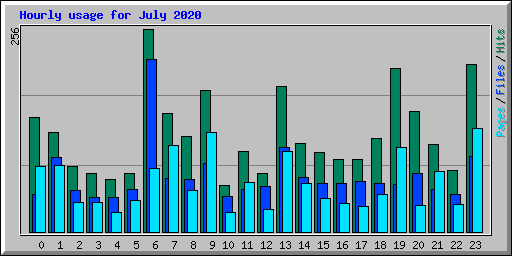 Hourly usage for July 2020
256
Pages/Files/Hits
0 1 2 3 4 5 6 7 8 9 10 11 12 13 14 15 16 17 18 19 20 21 22 23